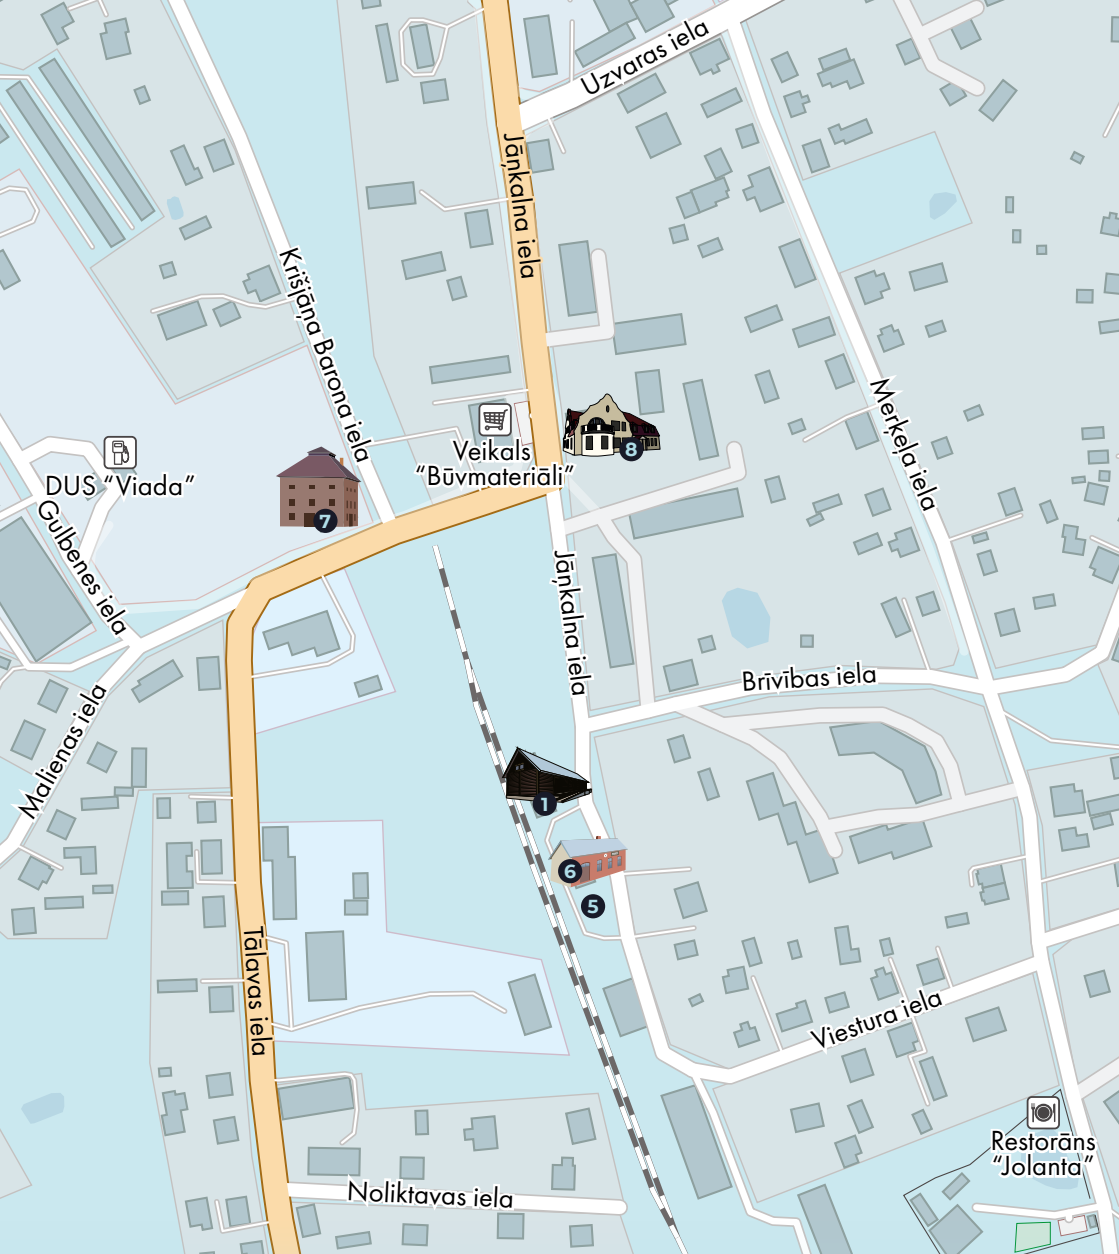 Uzvaras iela
Jāņkalna iela
Krišjāņa Barona iela
Merķeļa iela
Veikals
“Būvmateriāli”
8
DUS “Viada”
7
Gulbenes iela
Jāņkalna iela
Brīvības iela
Malienas iela
1
6
5
Tālavas iela
Viestura iela
Restorāns
“Jolanta”
Noliktavas iela